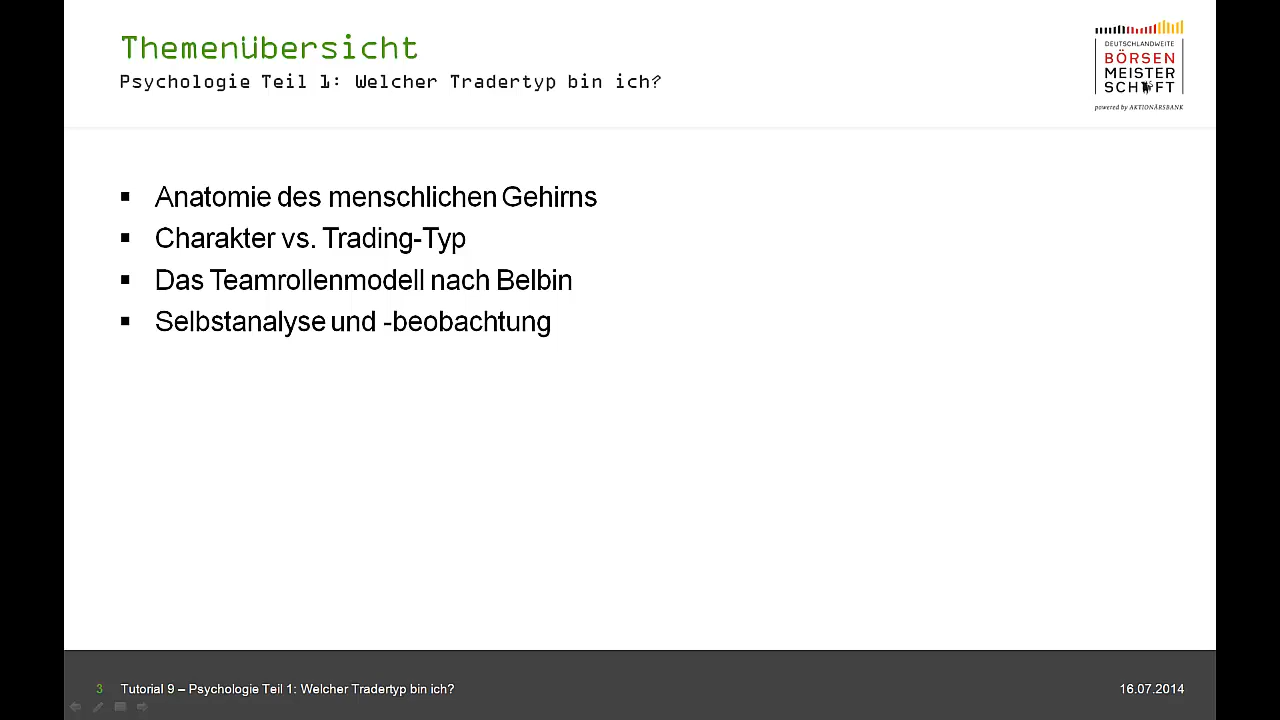 Themenübersicht
Psychologie Teil 1: Welcher Tradertyp bin ich?
DEUTSCHLANDWEITE
BÖRSEN
MEISTER
SCHAFT
powered by AKTIONÄRSBANK
Anatomie des menschlichen Gehirns
Charakter vs. Trading-Typ
Das Teamrollenmodell nach Belbin
Selbstanalyse und -beobachtung
3 Tutorial 9 – Psychologie Teil 1: Welcher Tradertyp bin ich? 16.07.2014